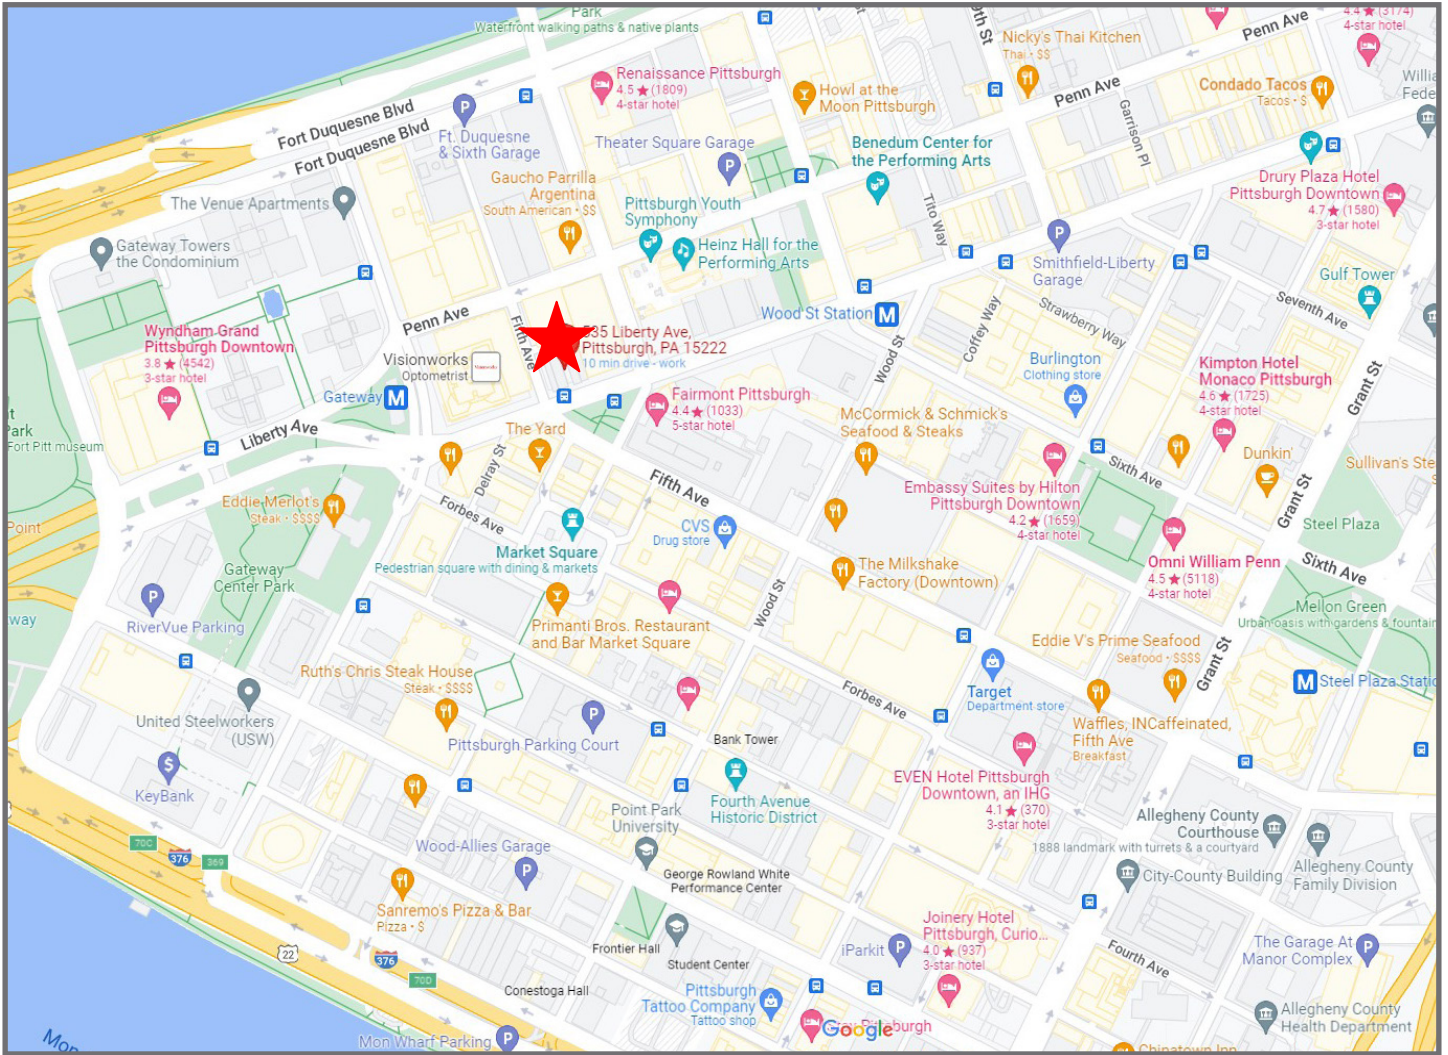 Park
Waterfront walking paths & native plants
9th St
Penn Ave
4.4★(3174)
4-star hotel
Nicky's Thai Kitchen
Thai • $$
Renaissance Pittsburgh
4.5★(1809)
4-star hotel
Howl at the
Moon Pittsburgh
Penn Ave
Condado Tacos
Tacos • $
Fort Duquesne Blvd
Fort Duquesne Blvd
Ft. Duquesne
& Sixth Garage
Theater Square Garage
Benedum Center for
the Performing Arts
Garrison Pl
Gaucho Parrilla
Argentina
South American • $$
Drury Plaza Hotel
Pittsburgh Downtown
4.7★(1580)
3-star hotel
The Venue Apartments
Pittsburgh Youth
Symphony
Tito Way
Gateway Towers
the Condominium
Heinz Hall for the
Performing Arts
Smithfield-Liberty
Garage
Gulf Tower
Seventh Ave
Strawberry Way
Coffey Way
Wood St Station
M
Penn Ave
Fifth Ave
535 Liberty Ave,
Pittsburgh, PA 15222
10 min drive - work
Wyndham Grand
Pittsburgh Downtown
3.8★(4542)
3-star hotel
Visionworks
Optometrist
Wood St
Burlington
Clothing store
Kimpton Hotel
Monaco Pittsburgh
4.6★(1725)
4-star hotel
Grant St
Gateway
M
Fairmont Pittsburgh
4.4★(1033)
5-star hotel
McCormick & Schmick's
Seafood & Steaks
Park
Fort Pitt museum
Liberty Ave
The Yard
Delray St
Fifth Ave
Sixth Ave
Dunkin'
Sullivan's Ste
Embassy Suites by Hilton
Pittsburgh Downtown
4.2★(1659)
4-star hotel
Grant St
Eddie Merlot's
Steak • $$$$
Forbes Ave
Point
CVS
Drug store
Steel Plaza
Market Square
Pedestrian square with dining & markets
Omni William Penn
4.5★(5118)
4-star hotel
Sixth Ave
Gateway
Center Park
The Milkshake
Factory (Downtown)
Wood St
Mellon Green
Urban oasis with gardens & fountain
RiverVue Parking
Primanti Bros. Restaurant
and Bar Market Square
Eddie V's Prime Seafood
Seafood • $$$$
Grant St
Ruth's Chris Steak House
Steak • $$$$
Forbes Ave
Target
Department store
M
Steel Plaza Static
United Steelworkers
(USW)
Pittsburgh Parking Court
Bank Tower
Waffles, INCaffeinated,
Fifth Ave
Breakfast
KeyBank
Fourth Avenue
Historic District
EVEN Hotel Pittsburgh
Downtown, an IHG
4.1★(370)
3-star hotel
Point Park
University
Allegheny County
Courthouse
1888 landmark with turrets & a courtyard
70C
376
369
Wood-Allies Garage
George Rowland White
Performance Center
City-County Building
Allegheny County
Family Division
Sanremo's Pizza & Bar
Pizza • $
Joinery Hotel
Pittsburgh, Curio...
4.0★(937)
3-star hotel
22
376
70D
Frontier Hall
Student Center
iParkit
Fourth Ave
The Garage At
Manor Complex
Conestoga Hall
Pittsburgh
Tattoo Company
Tattoo shop
Google
Allegheny County
Health Department
Mon Wharf Parking
Chinatown Inn